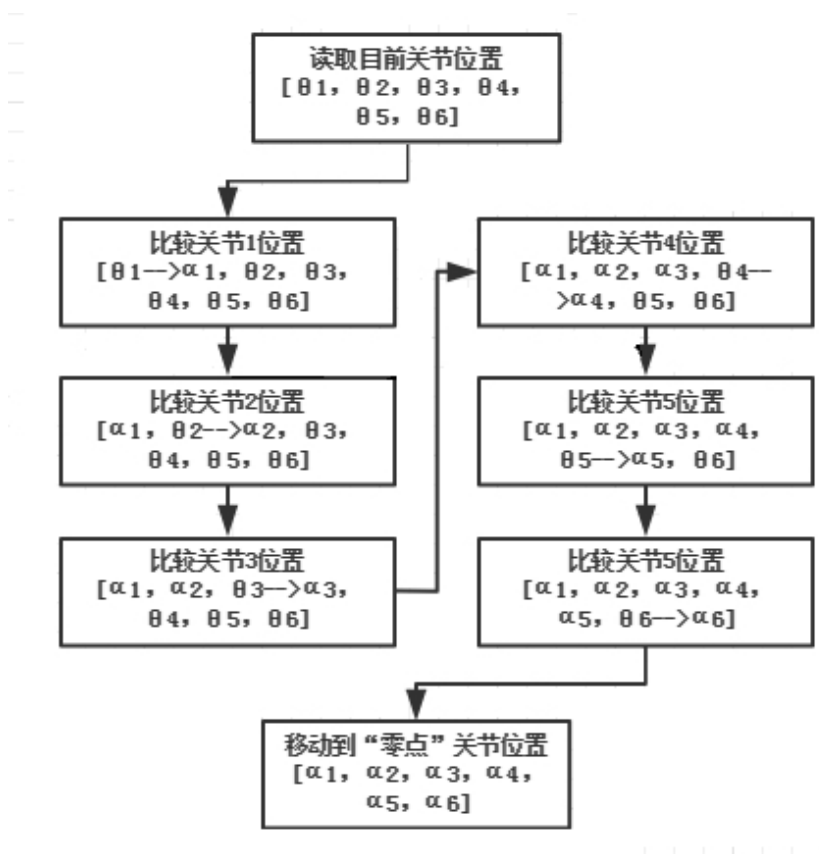 读取目前关节位置
[θ1, θ2, θ3, θ4,
θ5, θ6]
比较关节1位置
[θ1-->α1, θ2, θ3,
θ4, θ5, θ6]
比较关节2位置
[α1, θ2-->α2, θ3,
θ4, θ5, θ6]
比较关节3位置
[α1, α2, θ3-->α3,
θ4, θ5, θ6]
比较关节4位置
[α1, α2, α3, θ4--
>α4, θ5, θ6]
比较关节5位置
[α1, α2, α3, α4,
θ5-->α5, θ6]
比较关节5位置
[α1, α2, α3, α4,
α5, θ6-->α6]
移动到“零点”关节位置
[α1, α2, α3, α4,
α5, α6]